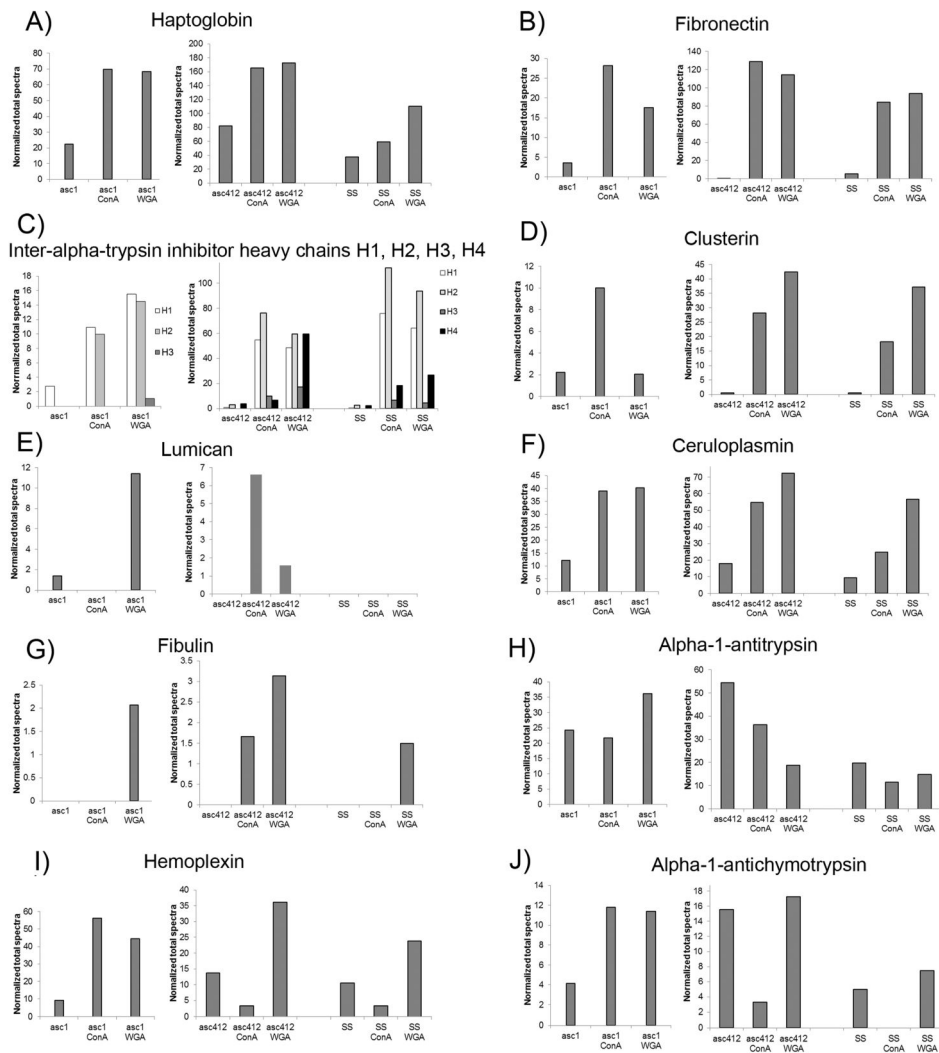 A)
Haptoglobin
Normalized total spectra
80
70
60
50
40
30
20
10
0
asc1
asc1 ConA
asc1 WGA
Normalized total spectra
200
180
160
140
120
100
80
60
40
20
0
asc412
asc412 ConA
asc412 WGA
SS
SS ConA
SS WGA
B)
Fibronectin
Normalized total spectra
30
25
20
15
10
5
0
asc1
asc1 ConA
asc1 WGA
Normalized total spectra
140
120
100
80
60
40
20
0
asc412
asc412 ConA
asc412 WGA
SS
SS ConA
SS WGA
C)
Inter-alpha-trypsin inhibitor heavy chains H1, H2, H3, H4
Norrmalized total spectra
18
16
14
12
10
8
6
4
2
0
H1
H2
H3
asc1
asc1 ConA
asc1 WGA
Normalized total spectra
100
80
60
40
20
0
H1
H2
H3
H4
asc412
asc412 ConA
asc412 WGA
SS
SS ConA
SS WGA
D)
Clusterin
Normalized total spectra
12
10
8
6
4
2
0
asc1
asc1 ConA
asc1 WGA
Normalized total spectra
45
40
35
30
25
20
15
10
5
0
asc412
asc412 ConA
asc412 WGA
SS
SS ConA
SS WGA
E)
Lumican
Normalized total spectra
12
10
8
6
4
2
0
asc1
asc1 ConA
asc1 WGA
Normalized total spectra
7
6
5
4
3
2
1
0
asc412
asc412 ConA
asc412 WGA
SS
SS ConA
SS WGA
F)
Ceruloplasmin
Normalized total spectra
45
40
35
30
25
20
15
10
5
0
asc1
asc1 ConA
asc1 WGA
Normalized total spectra
80
70
60
50
40
30
20
10
0
asc412
asc412 ConA
asc412 WGA
SS
SS ConA
SS WGA
G)
Fibulin
Normalized total spectra
2.5
2
1.5
1
0.5
0
asc1
asc1 ConA
asc1 WGA
Normalized total spectra
3.5
3
2.5
2
1.5
1
0.5
0
asc412
asc412 ConA
asc412 WGA
SS
SS ConA
SS WGA
H)
Alpha-1-antitrypsin
Normalized total spectra
40
35
30
25
20
15
10
5
0
asc1
asc1 ConA
asc1 WGA
Normalized total spectra
60
50
40
30
20
10
0
asc412
asc412 ConA
asc412 WGA
SS
SS ConA
SS WGA
I)
Hemoplexin
Normalized total spectra
60
50
40
30
20
10
0
asc1
asc1 ConA
asc1 WGA
Normalized total spectra
40
35
30
25
20
15
10
5
0
asc412
asc412 ConA
asc412 WGA
SS
SS ConA
SS WGA
J)
Alpha-1-antichymotrypsin
Normalized total spectra
14
12
10
8
6
4
2
0
asc1
asc1 ConA
asc1 WGA
Normalized total spectra
18
16
14
12
10
8
6
4
2
0
asc412
asc412 ConA
asc412 WGA
SS
SS ConA
SS WGA